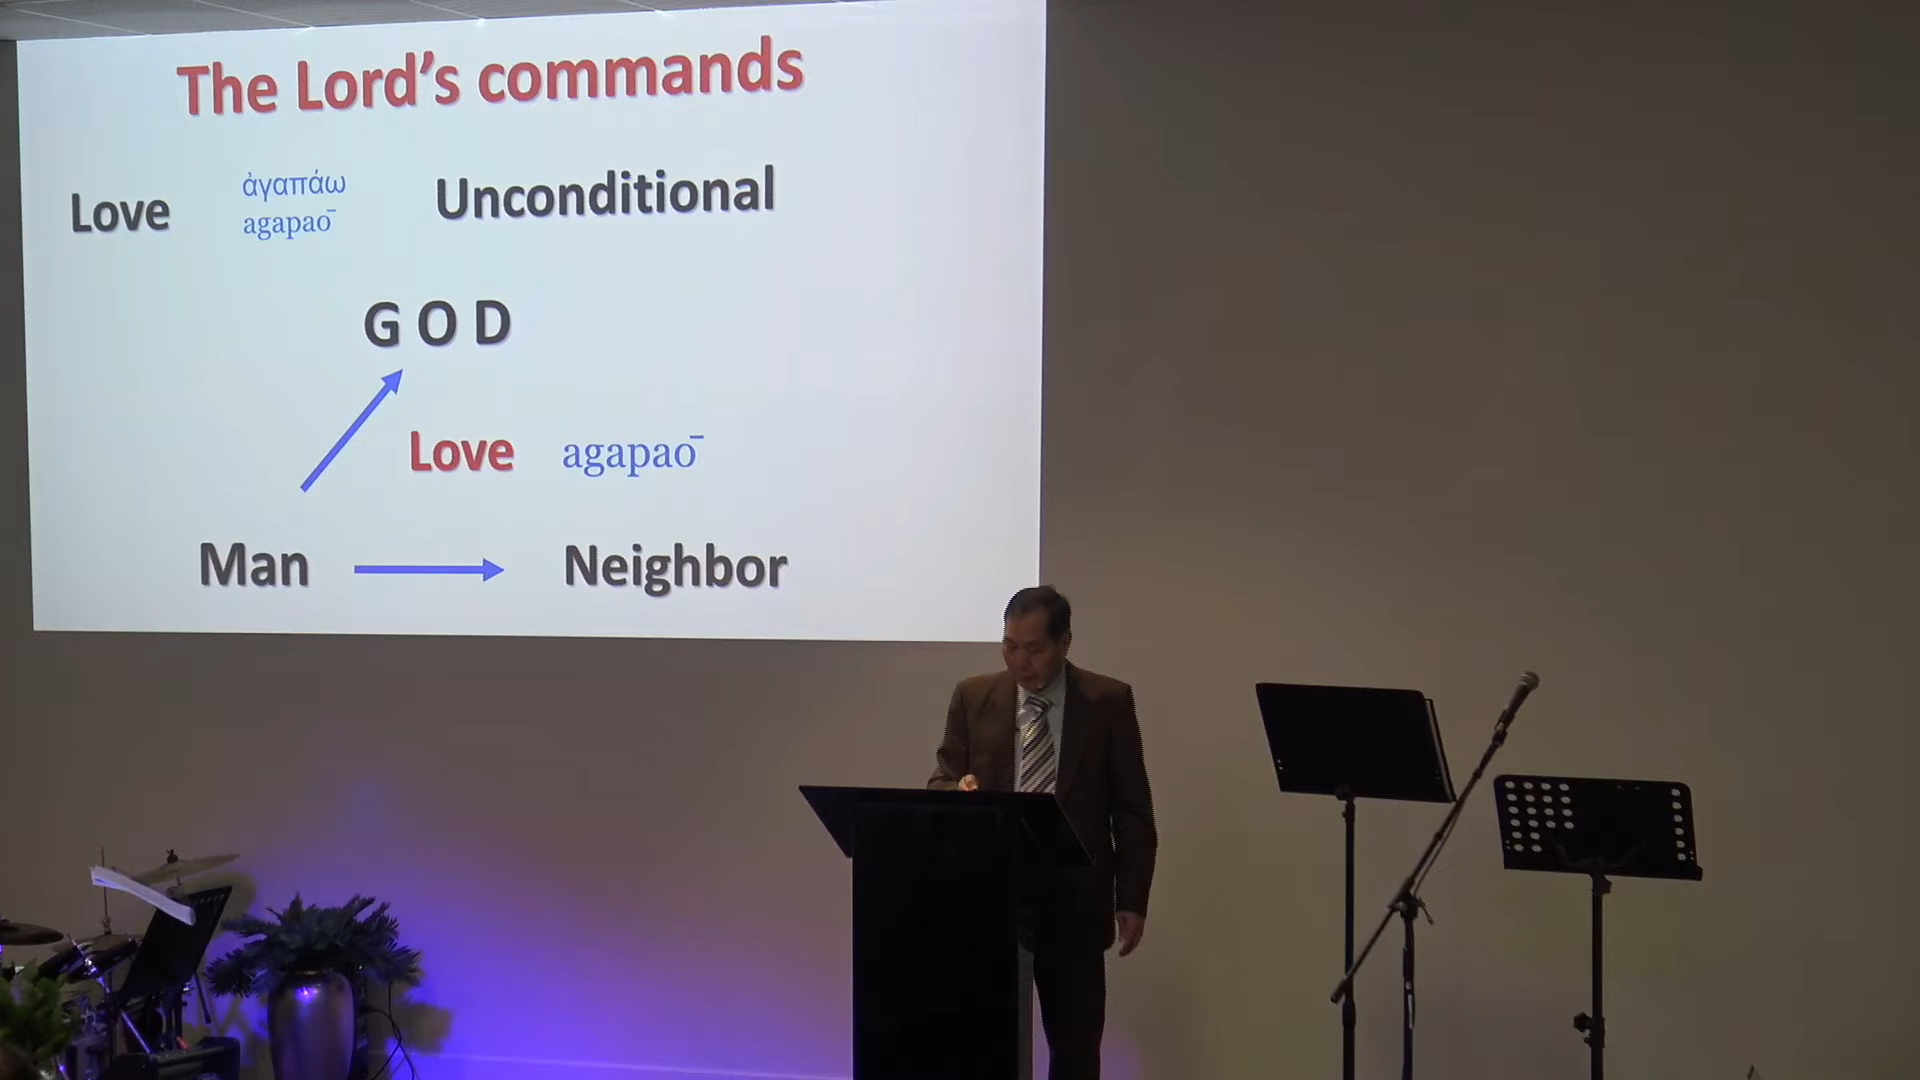 The Lord’s commands
Love ἀγαπάω Unconditional
agapaō
G O D
Love agapaō
Man Neighbor